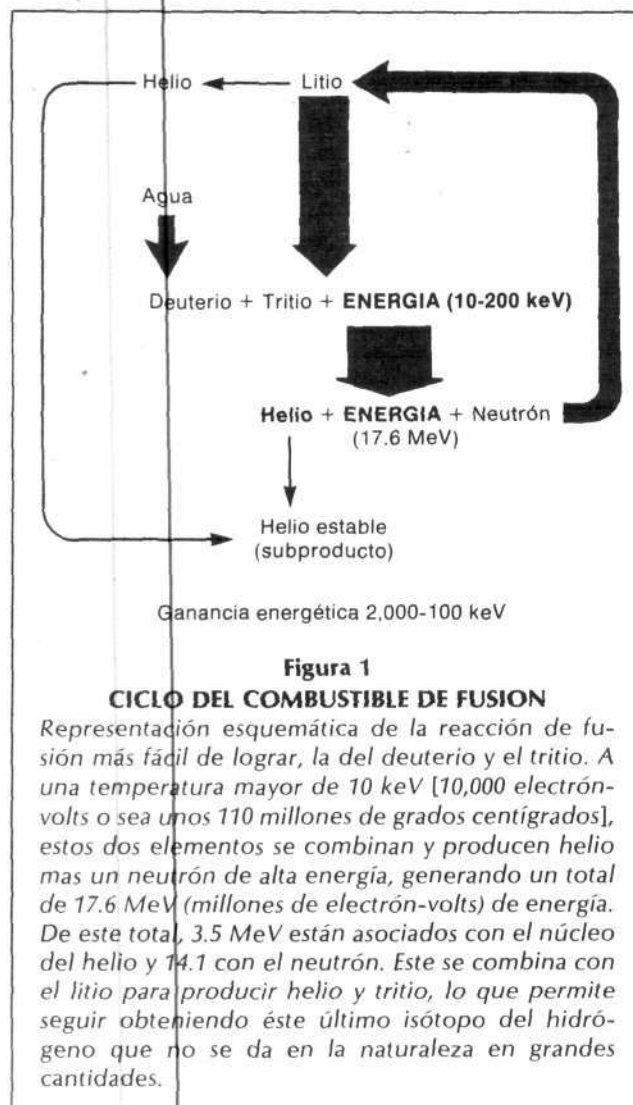 Helio Litio
Agua
Deuterio + Tritio + ENERGIA (10-200 keV)
Helio + ENERGIA + Neutrón
(17.6 MeV)
Helio estable
(subproducto)
Ganancia energética 2,000-100 keV
Figura 1
CICLO DEL COMBUSTIBLE DE FUSION
Representación esquemática de la reacción de fu-
sión más fácil de lograr, la del deuterio y el tritio. A
una temperatura mayor de 10 keV [10,000 electrón-
volts o sea unos 110 millones de grados centígrados],
estos dos elementos se combinan y producen helio
mas un neutrón de alta energía, generando un total
de 17.6 MeV (millones de electrón-volts) de energía.
De este total, 3.5 MeV están asociados con el núcleo
del helio y 14.1 con el neutrón. Este se combina con
el litio para producir helio y tritio, lo que permite
seguir obteniendo éste último isótopo del hidró-
geno que no se da en la naturaleza en grandes
cantidades.